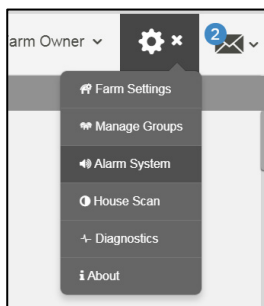 arm Owner
2
Farm Settings
Manage Groups
Alarm System
House Scan
Diagnostics
About